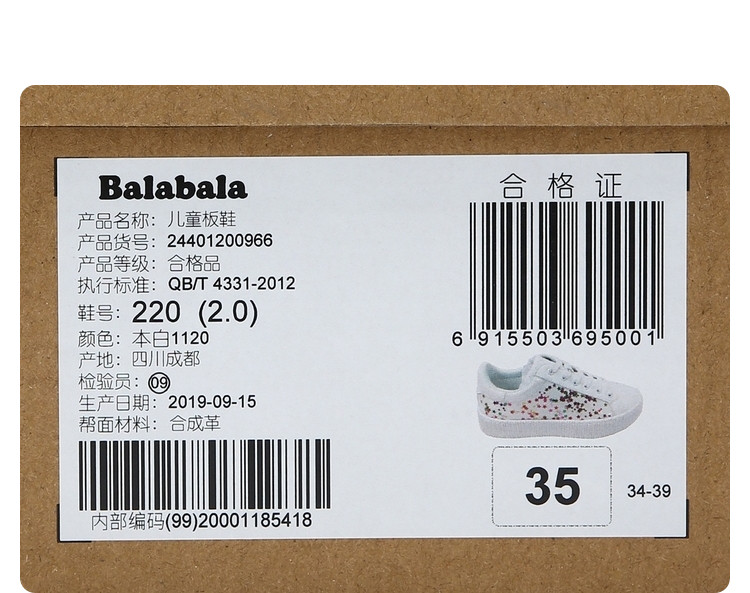 Balabala
产品名称：儿童板鞋
产品货号：24401200966
产品等级：合格品
执行标准：QB/T 4331-2012
鞋号：220 (2.0)
颜色：本白1120
产地：四川成都
检验员：09
生产日期：2019-09-15
帮面材料：合成革
内部编码(99)20001185418
合格证
6 915503 695001
35
34-39